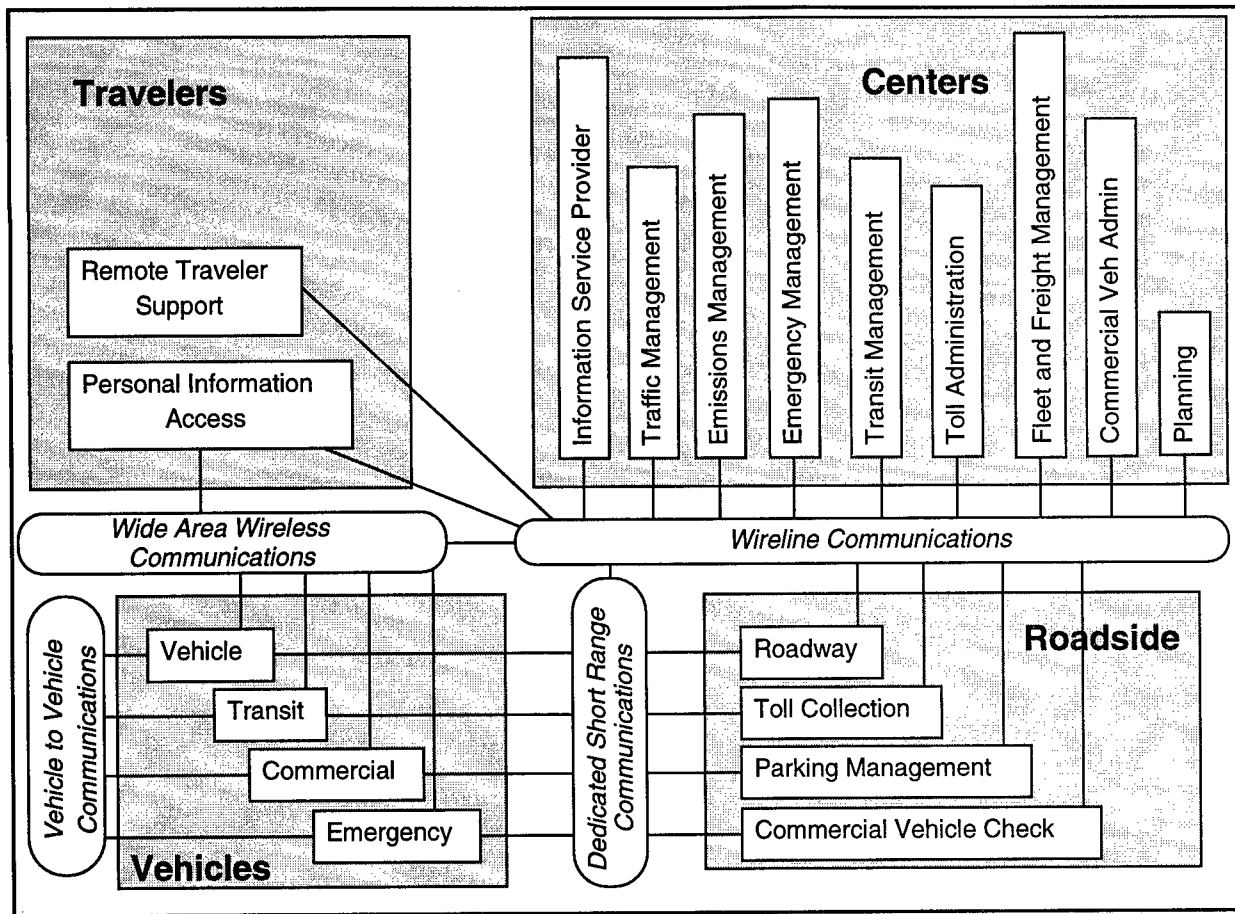 Travelers
Remote Traveler
Support
Personal Information
Access
Centers
Information Service Provider
Traffic Management
Emissions Management
Emergency Management
Transit Management
Toll Administration
Fleet and Freight Management
Commercial Veh Admin
Planning
Wide Area Wireless
Communications
Wireline Communications
Vehicle to Vehicle
Communications
Vehicle
Transit
Commercial
Emergency
Vehicles
Dedicated Short Range
Communications
Roadside
Roadway
Toll Collection
Parking Management
Commercial Vehicle Check